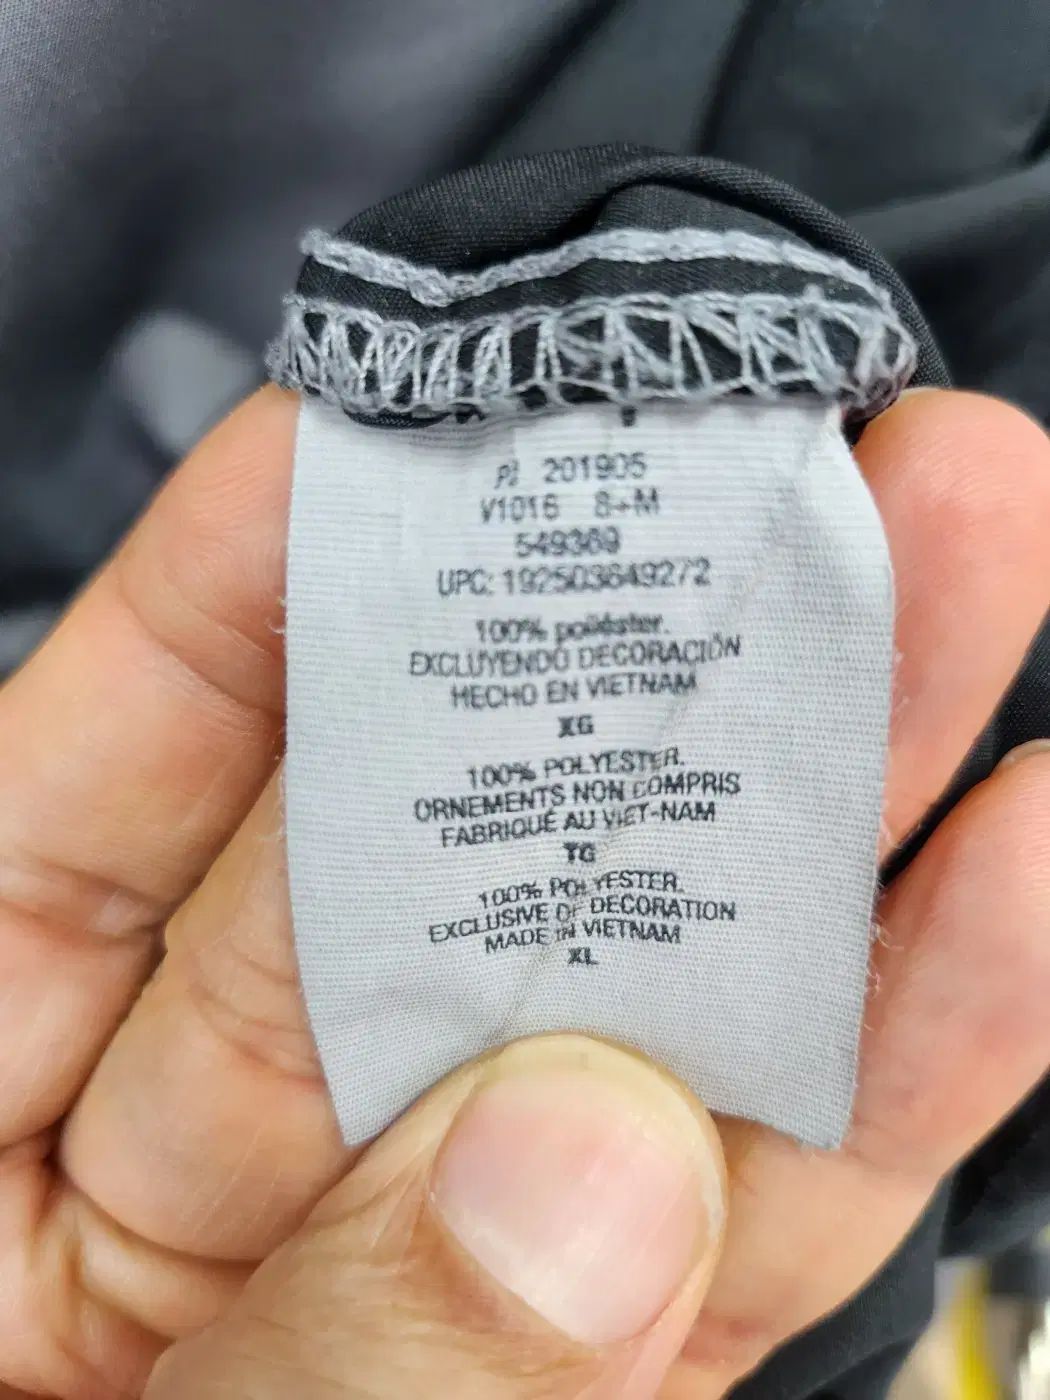 201905
V1016 8+M
549369
UPC: 192503649272
100% poliéster.
EXCLUYENDO DECORACIÓN
HECHO EN VIETNAM
XG
100% POLYESTER.
ORNEMENTS NON COMPRIS
FABRIQUÉ AU VIET-NAM
TG
100% POLYESTER.
EXCLUSIVE OF DECORATION
MADE IN VIETNAM
XL